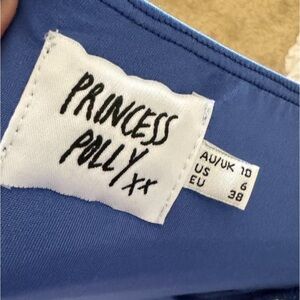 PRINCESS
POLLY xx
AU/UK 10
US 6
EU 38